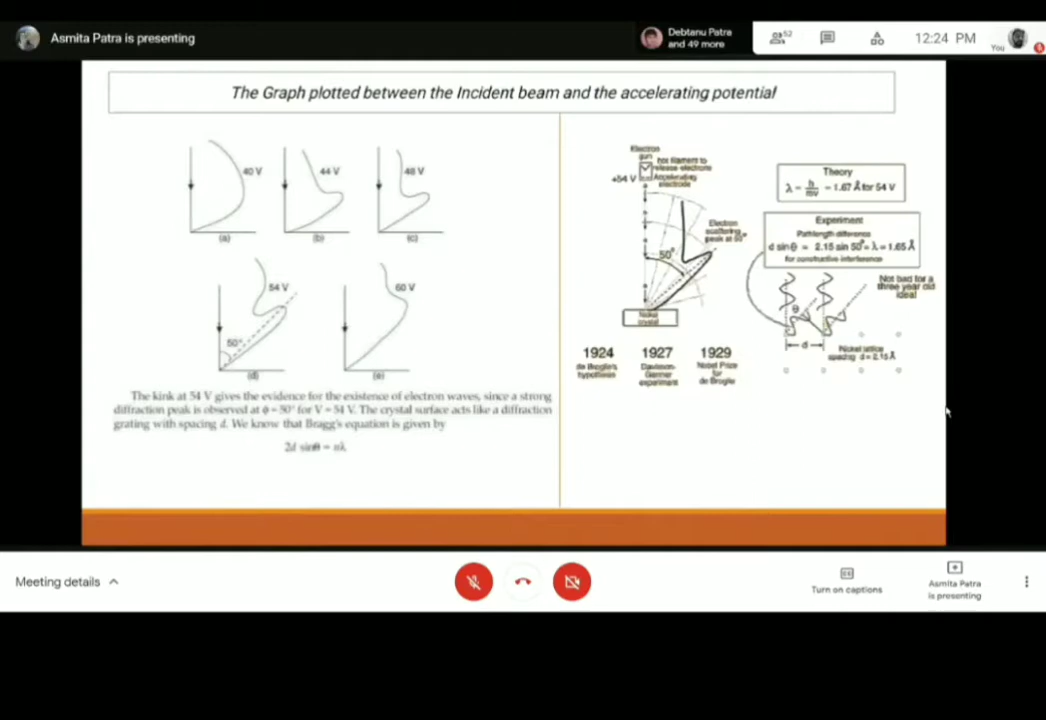 Asmita Patra is presenting
Debtanu Patra
and 49 more
52
12:24 PM
You
The Graph plotted between the Incident beam and the accelerating potential
40 V
(a)
44 V
(b)
48 V
(c)
54 V
50°
(d)
60 V
(e)
The kink at 54 V gives the evidence for the existence of electron waves, since a strong
diffraction peak is observed at ϕ = 50° for V = 54 V. The crystal surface acts like a diffraction
grating with spacing d. We know that Bragg's equation is given by
2d sinθ = nλ
Electron
gun
hot filament to
release electrons
+54 V
Accelerating
electrode
Electron
scattering
peak at 50°
50°
Nickel
crystal
1924
de Broglie's
hypothesis
1927
Davisson-
Germer
experiment
1929
Nobel Prize
for
de Broglie
Theory
λ = h/mv = 1.67 Å for 54 V
Experiment
Pathlength difference
d sinθ = 2.15 sin 50° = λ = 1.65 Å
for constructive interference
Not bad for a
three year old
idea!
θ
d
Nickel lattice
spacing d = 2.15 Å
Meeting details
Turn on captions
Asmita Patra
is presenting